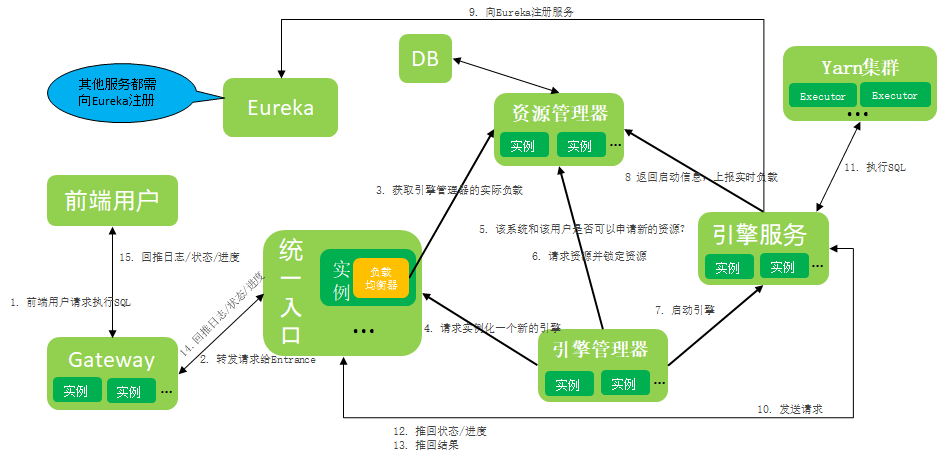 9. 向Eureka注册服务
DB
其他服务都需
向Eureka注册
Eureka
资源管理器
实例
实例
...
Yarn集群
Executor
Executor
...
3. 获取引擎管理器的实际负载
8 返回启动信息，上报实时负载
11. 执行SQL
前端用户
15. 回推日志/状态/进度
1. 前端用户请求执行SQL
统一入口
实例
负载
均衡器
...
5. 该系统和该用户是否可以申请新的资源?
6. 请求资源并锁定资源
引擎服务
实例
实例
...
14. 回推日志/状态/进度
2. 转发请求给Entrance
4. 请求实例化一个新的引擎
7. 启动引擎
Gateway
实例
实例
...
引擎管理器
实例
实例
...
10. 发送请求
12. 推回状态/进度
13. 推回结果